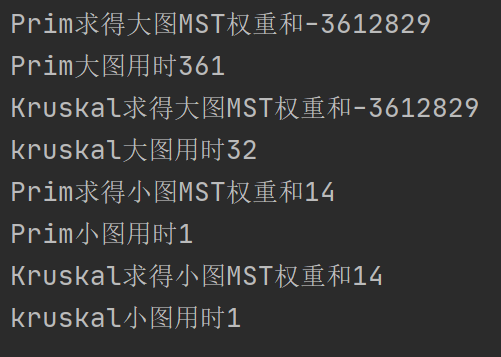 Prim求得大图MST权重和-3612829
Prim大图用时361
Kruskal求得大图MST权重和-3612829
kruskal大图用时32
Prim求得小图MST权重和14
Prim小图用时1
Kruskal求得小图MST权重和14
kruskal小图用时1